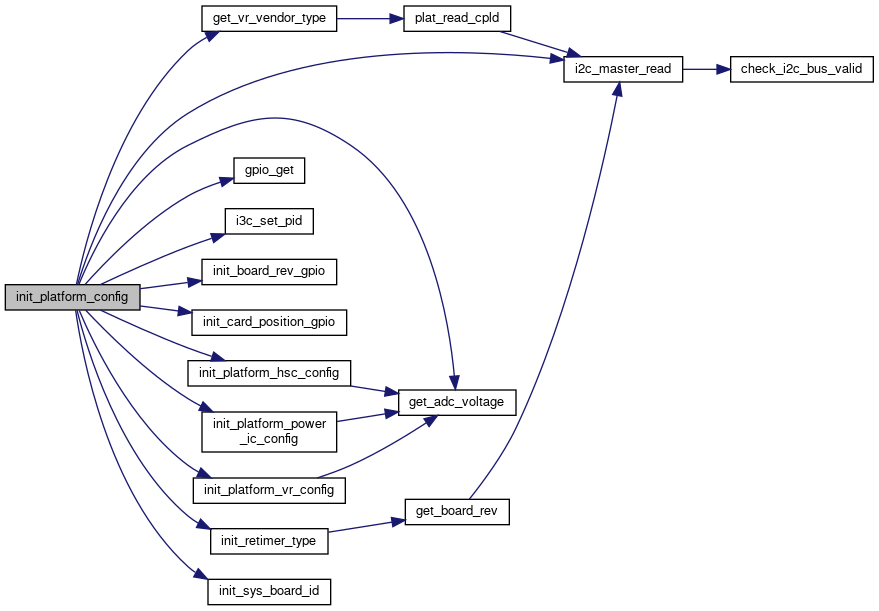 get_vr_vendor_type
plat_read_cpld
i2c_master_read
check_i2c_bus_valid
gpio_get
i3c_set_pid
init_board_rev_gpio
init_platform_config
init_card_position_gpio
init_platform_hsc_config
get_adc_voltage
init_platform_power
_ic_config
init_platform_vr_config
get_board_rev
init_retimer_type
init_sys_board_id